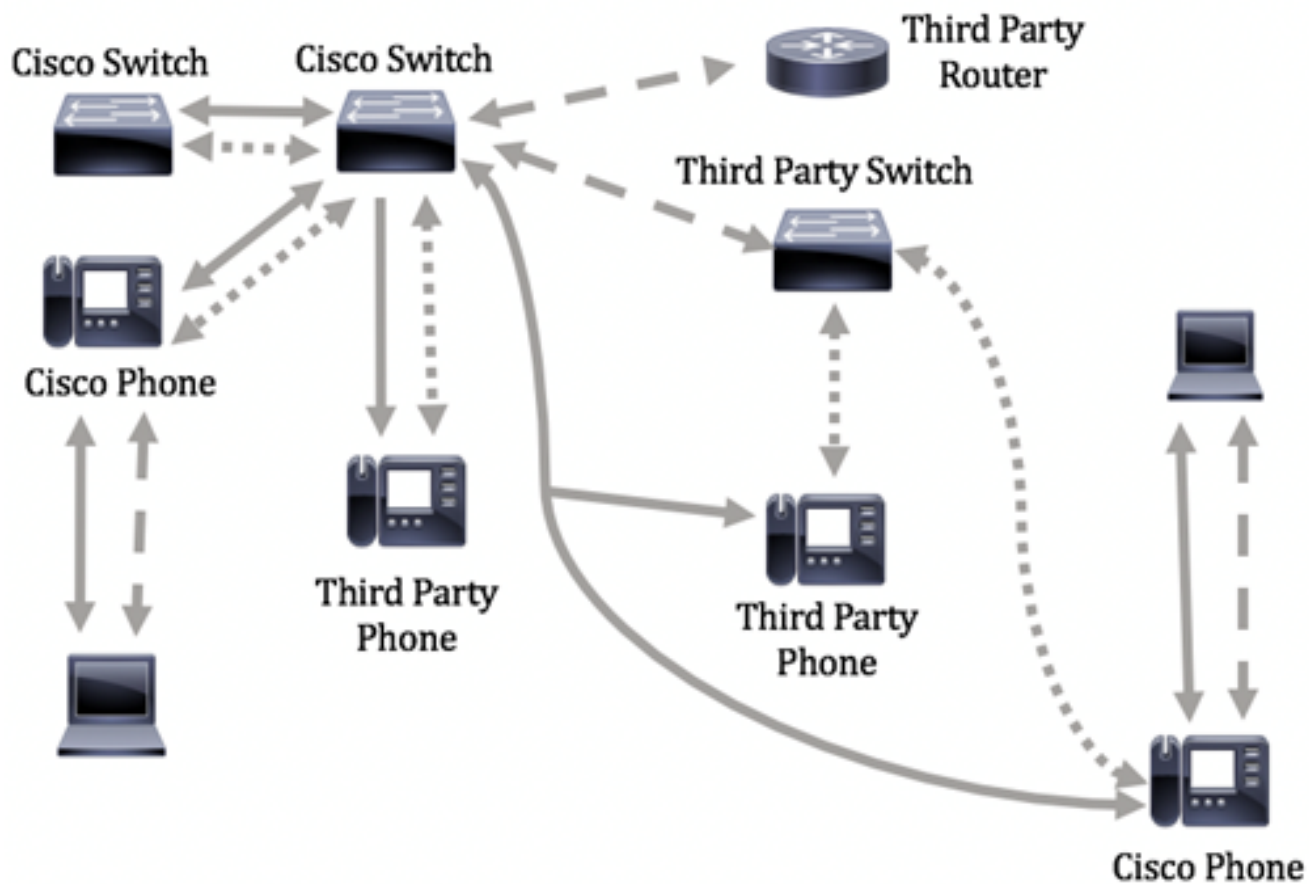 Cisco Switch
Cisco Switch
Third Party
Router
Third Party Switch
Cisco Phone
Third Party
Phone
Third Party
Phone
Cisco Phone